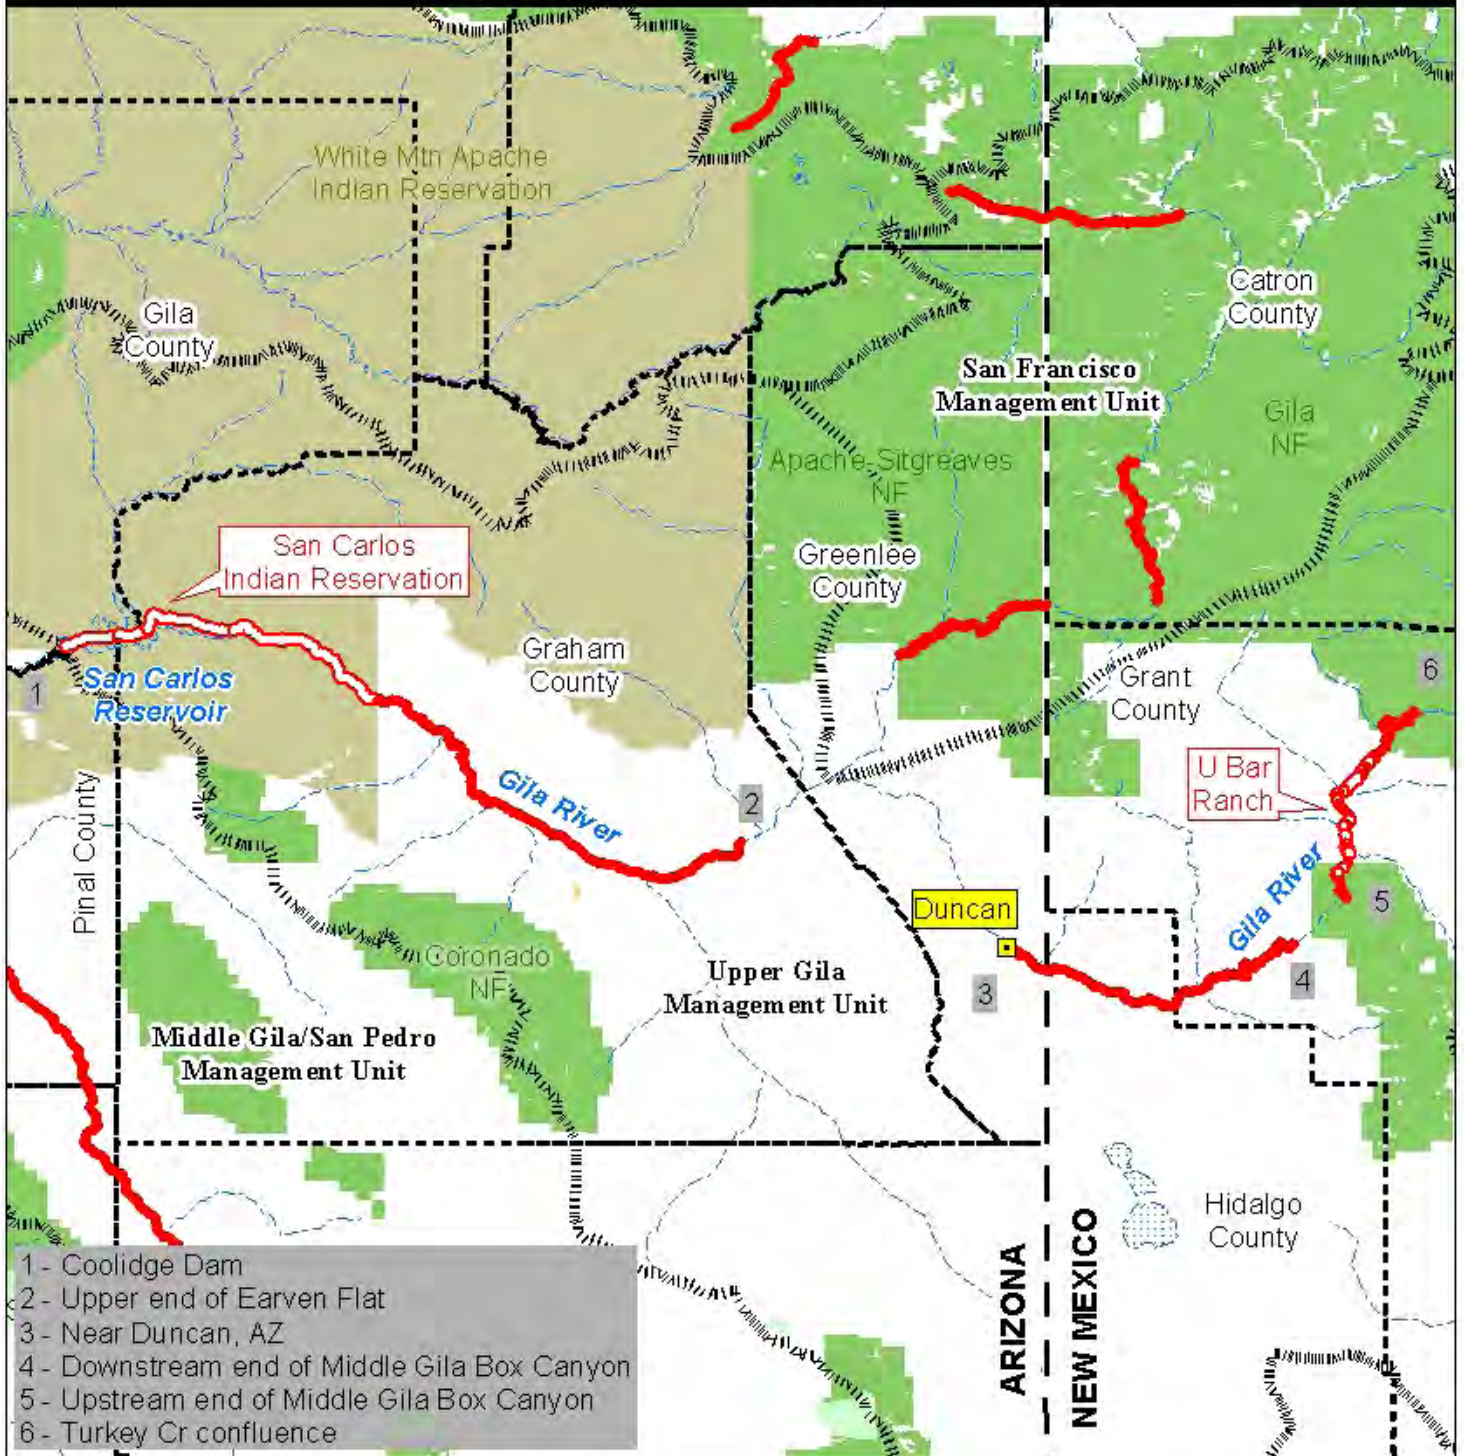 White Mtn Apache
Indian Reservation
Gila
County
Catron
County
San Francisco
Management Unit
Gila
NF
Apache-Sitgreaves
NF
San Carlos
Indian Reservation
Greenlee
County
Graham
County
1
San Carlos
Reservoir
Grant
County
6
U Bar
Ranch
Pinal County
Gila River
2
Gila River
5
Duncan
Coronado
NF
Upper Gila
Management Unit
3
4
Middle Gila/San Pedro
Management Unit
Hidalgo
County
ARIZONA
NEW MEXICO
1 - Coolidge Dam
2 - Upper end of Earven Flat
3 - Near Duncan, AZ
4 - Downstream end of Middle Gila Box Canyon
5 - Upstream end of Middle Gila Box Canyon
6 - Turkey Cr confluence